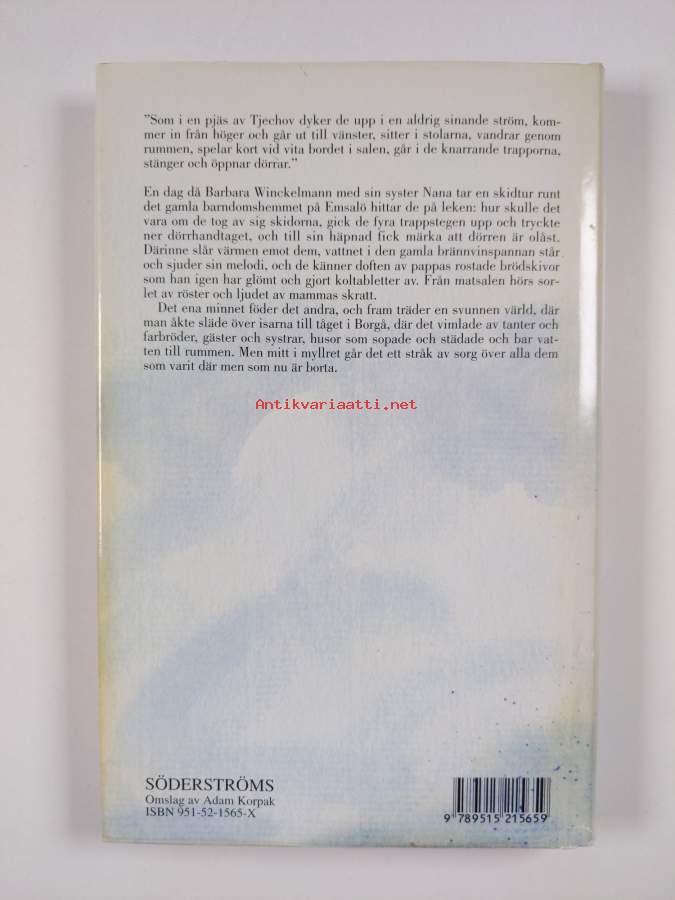 ”Som i en pjäs av Tjechov dyker de upp i en aldrig sinande ström, kom-
mer in från höger och går ut till vänster, sitter i stolarna, vandrar genom
rummen, spelar kort vid vita bordet i salen, går i de knarrande trapporna,
stänger och öppnar dörrar.”
En dag då Barbara Winckelmann med sin syster Nana tar en skidtur runt
det gamla barndomshemmet på Emsalö hittar de på leken: hur skulle det
vara om de tog av sig skidorna, gick de fyra trappstegen upp och tryckte
ner dörrhandtaget, och till sin häpnad fick märka att dörren är olåst.
Därinne slår värmen emot dem, vattnet i den gamla brännvinspannan står
och sjuder sin melodi, och de känner doften av pappas rostade brödskivor
som han igen har glömt och gjort koltabletter av. Från matsalen hörs sor-
let av röster och ljudet av mammas skratt.
Det ena minnet föder det andra, och fram träder en svunnen värld, där
man åkte släde över isarna till tåget i Borgå, där det vimlade av tanter och
farbröder, gäster och systrar, husor som sopade och städade och bar vat-
ten till rummen. Men mitt i myllret går det ett stråk av sorg över alla dem
som varit där men som nu är borta.
Antikvariaatti.net
SÖDERSTRÖMS
Omslag av Adam Korpak
ISBN 951-52-1565-X
9 789515 215659